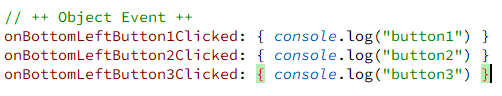 // ++ Object Event ++
onBottomLeftButton1Clicked: { console.log("button1") }
onBottomLeftButton2Clicked: { console.log("button2") }
onBottomLeftButton3Clicked: { console.log("button3") }